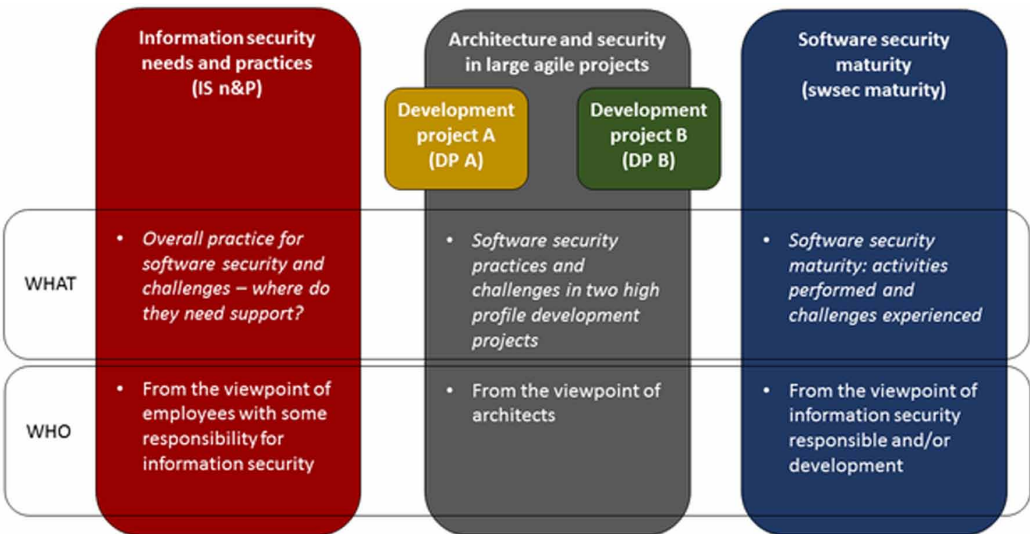 Information security
needs and practices
(IS n&P)
Architecture and security
in large agile projects
Software security
maturity
(swsec maturity)
Development
project A
(DP A)
Development
project B
(DP B)
WHAT
• Overall practice for
software security and
challenges – where do
they need support?
• Software security
practices and
challenges in two high
profile development
projects
• Software security
maturity: activities
performed and
challenges experienced
WHO
• From the viewpoint of
employees with some
responsibility for
information security
• From the viewpoint of
architects
• From the viewpoint of
information security
responsible and/or
development